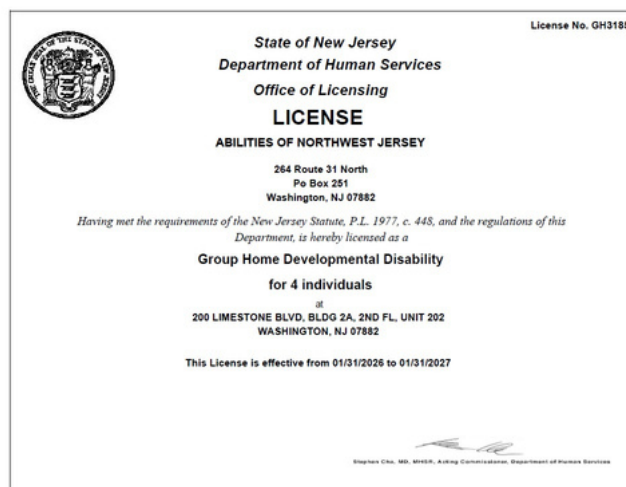 License No. GH3185
State of New Jersey
Department of Human Services
Office of Licensing
LICENSE
ABILITIES OF NORTHWEST JERSEY
264 Route 31 North
Po Box 251
Washington, NJ 07882
Having met the requirements of the New Jersey Statute, P.L. 1977, c. 448, and the regulations of this
Department, is hereby licensed as a
Group Home Developmental Disability
for 4 individuals
at
200 LIMESTONE BLVD, BLDG 2A, 2ND FL, UNIT 202
WASHINGTON, NJ 07882
This License is effective from 01/31/2026 to 01/31/2027
Stephen Cha, MD, MHSR, Acting Commissioner, Department of Human Services